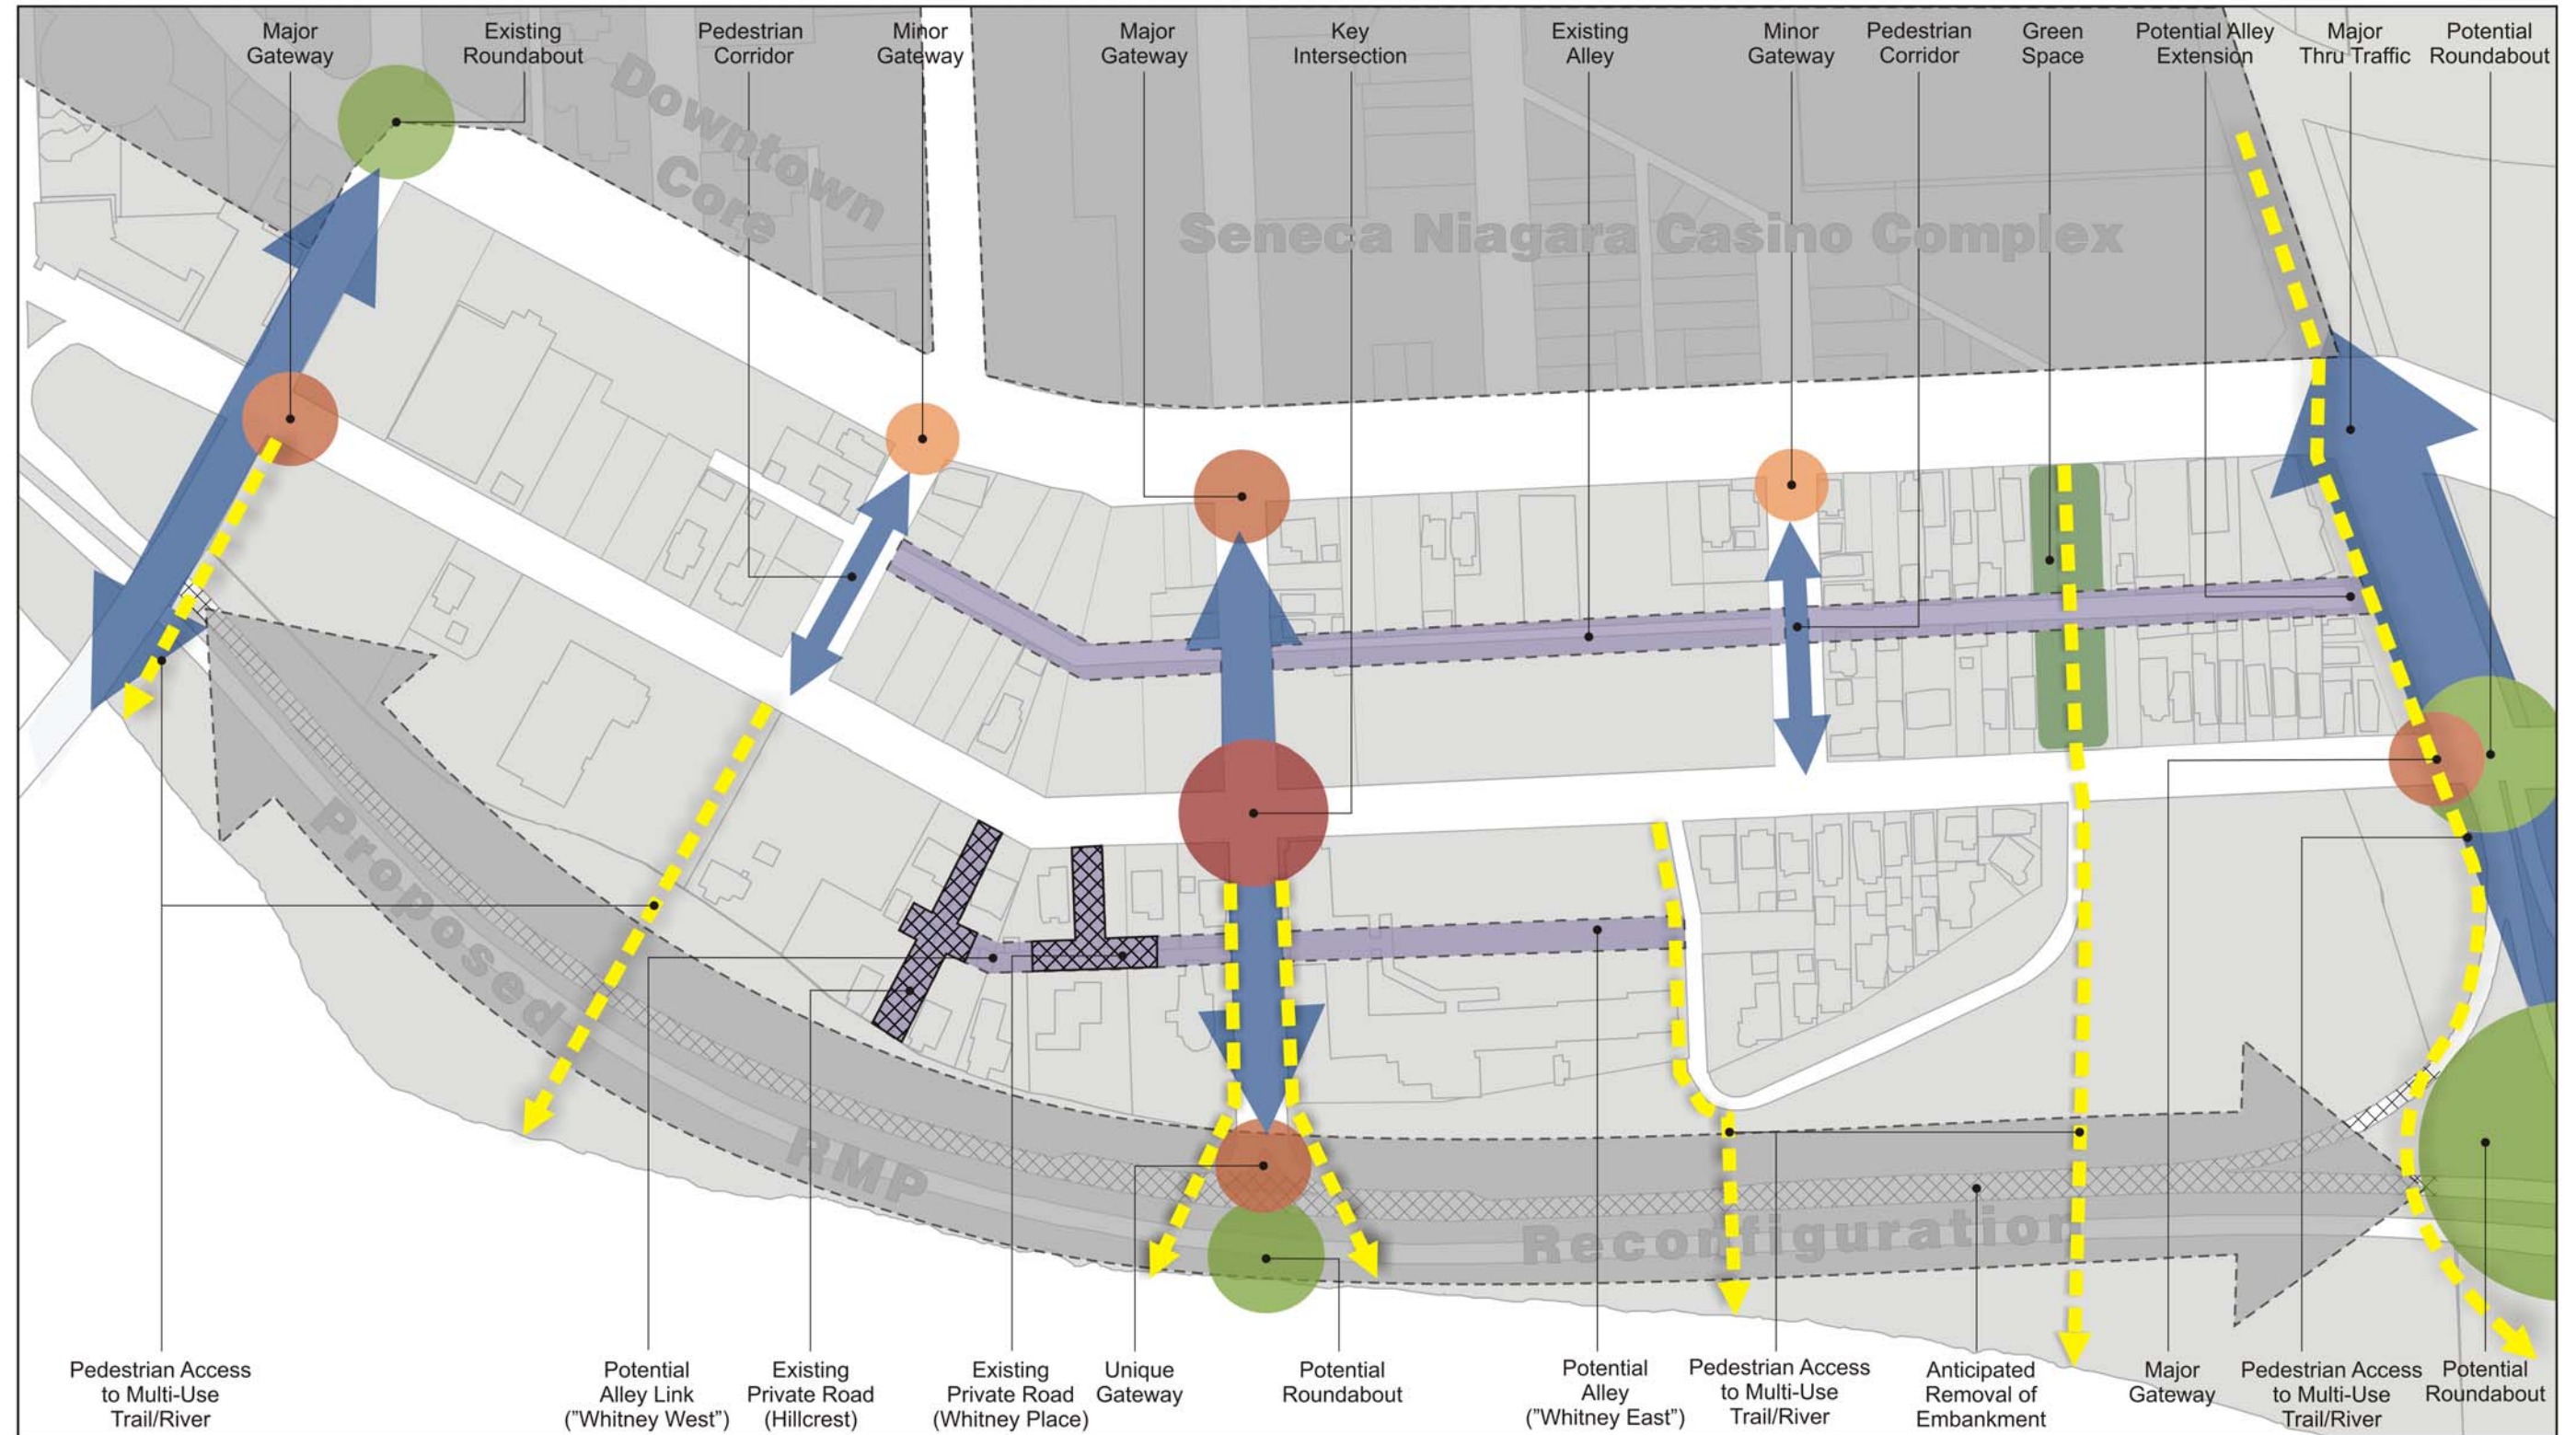 Major
Gateway
Existing
Roundabout
Pedestrian
Corridor
Minor
Gateway
Major
Gateway
Key
Intersection
Existing
Alley
Minor
Gateway
Pedestrian
Corridor
Green
Space
Potential Alley
Extension
Major
Thru Traffic
Potential
Roundabout
Downtown
Core
Seneca Niagara Casino Complex
Proposed
RMP
Reconfiguration
Pedestrian Access
to Multi-Use
Trail/River
Potential
Alley Link
("Whitney West")
Existing
Private Road
(Hillcrest)
Existing
Private Road
(Whitney Place)
Unique
Gateway
Potential
Roundabout
Potential
Alley
("Whitney East")
Pedestrian Access
to Multi-Use
Trail/River
Anticipated
Removal of
Embankment
Major
Gateway
Pedestrian Access
to Multi-Use
Trail/River
Potential
Roundabout